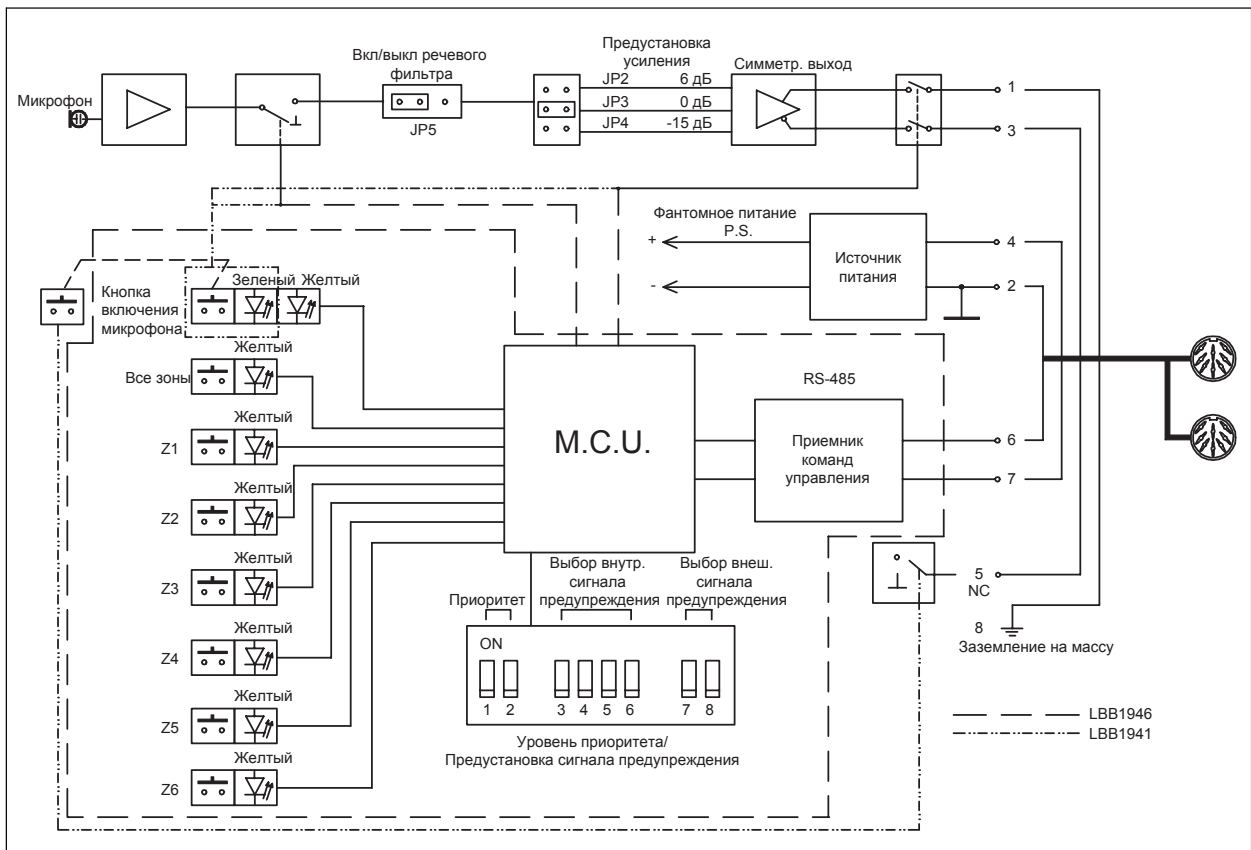 Микрофон
Вкл/выкл речевого
фильтра
JP5
Предустановка
усиления
JP2 6 дБ
JP3 0 дБ
JP4 -15 дБ
Симметр. выход
1
3
Фантомное питание
P.S.
+
-
Источник
питания
4
2
Кнопка
включения
микрофона
Зеленый Желтый
Все зоны
Желтый
Z1
Желтый
Z2
Желтый
Z3
Желтый
Z4
Желтый
Z5
Желтый
Z6
Желтый
M.C.U.
RS-485
Приемник
команд
управления
6
7
5
NC
8
Заземление на массу
Приоритет
Выбор внутр.
сигнала
предупреждения
Выбор внеш.
сигнала
предупреждения
ON
1 2 3 4 5 6 7 8
Уровень приоритета/
Предустановка сигнала предупреждения
LBB1946
LBB1941